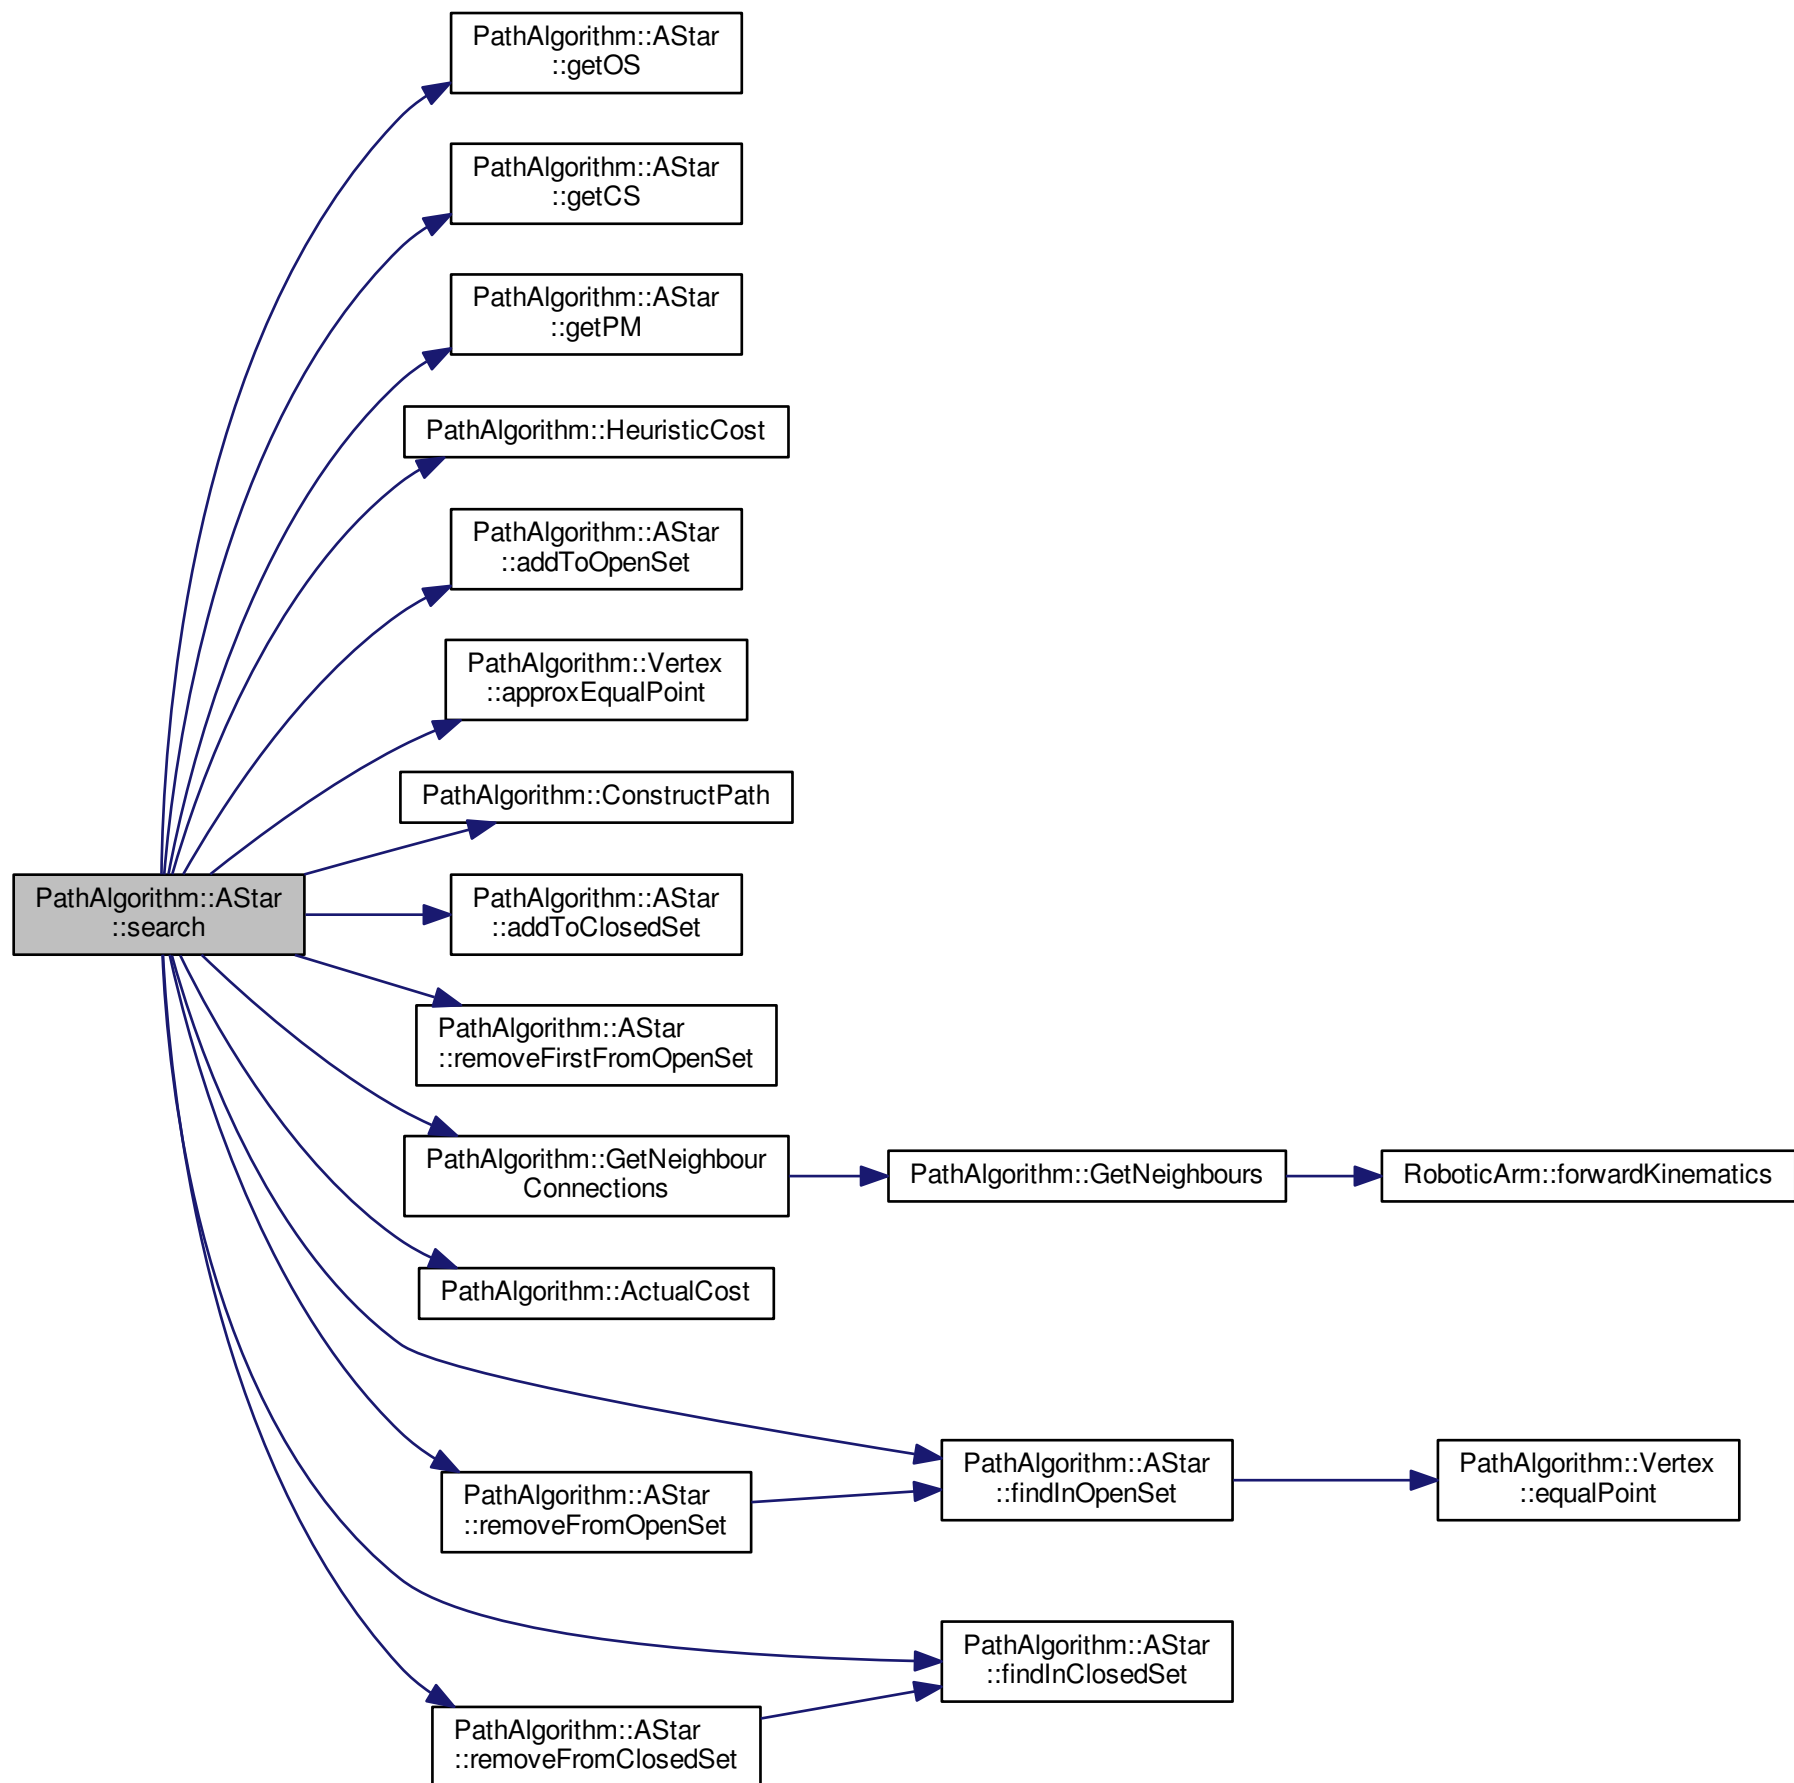 PathAlgorithm::AStar
::getOS
PathAlgorithm::AStar
::getCS
PathAlgorithm::AStar
::getPM
PathAlgorithm::HeuristicCost
PathAlgorithm::AStar
::addToOpenSet
PathAlgorithm::Vertex
::approxEqualPoint
PathAlgorithm::ConstructPath
PathAlgorithm::AStar
::search
PathAlgorithm::AStar
::addToClosedSet
PathAlgorithm::AStar
::removeFirstFromOpenSet
PathAlgorithm::GetNeighbour
Connections
PathAlgorithm::GetNeighbours
RoboticArm::forwardKinematics
PathAlgorithm::ActualCost
PathAlgorithm::AStar
::removeFromOpenSet
PathAlgorithm::AStar
::findInOpenSet
PathAlgorithm::Vertex
::equalPoint
PathAlgorithm::AStar
::findInClosedSet
PathAlgorithm::AStar
::removeFromClosedSet